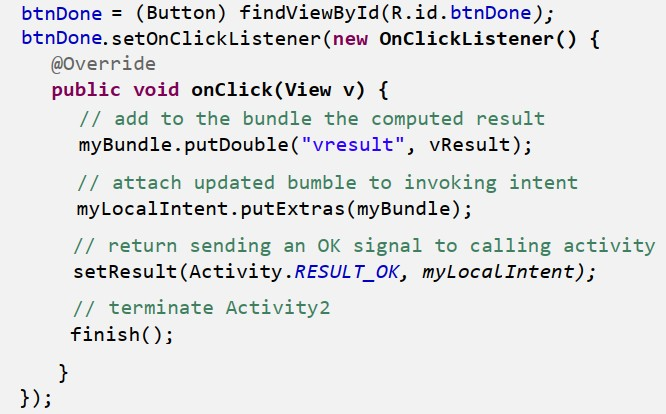 btnDone = (Button) findViewById(R.id.btnDone);
btnDone.setOnClickListener(new OnClickListener() {
@Override
public void onClick(View v) {
// add to the bundle the computed result
myBundle.putDouble("vresult", vResult);
// attach updated bumble to invoking intent
myLocalIntent.putExtras(myBundle);
// return sending an OK signal to calling activity
setResult(Activity.RESULT_OK, myLocalIntent);
// terminate Activity2
finish();
}
});